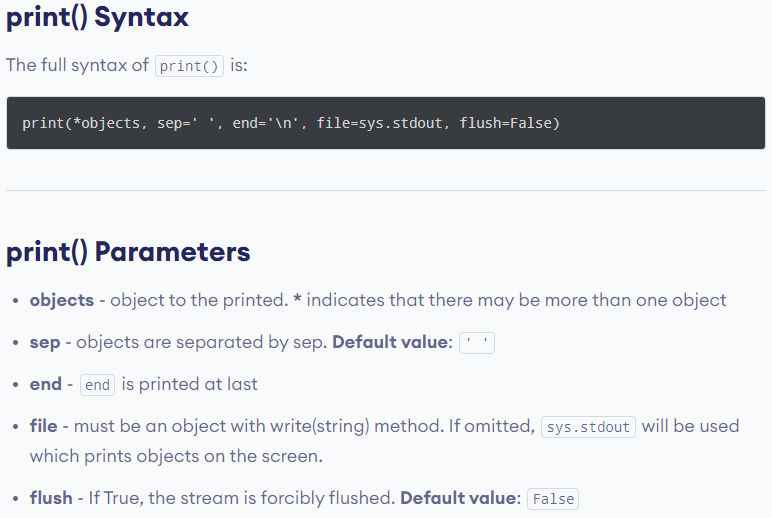 print() Syntax
The full syntax of print() is:
print(*objects, sep=' ', end='\n', file=sys.stdout, flush=False)
print() Parameters
• objects - object to the printed. * indicates that there may be more than one object
• sep - objects are separated by sep. Default value: ' '
• end - end is printed at last
• file - must be an object with write(string) method. If omitted, sys.stdout will be used
which prints objects on the screen.
• flush - If True, the stream is forcibly flushed. Default value: False